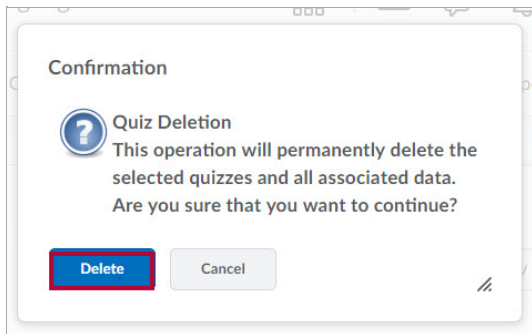 Confirmation
Quiz Deletion
This operation will permanently delete the
selected quizzes and all associated data.
Are you sure that you want to continue?
Delete
Cancel